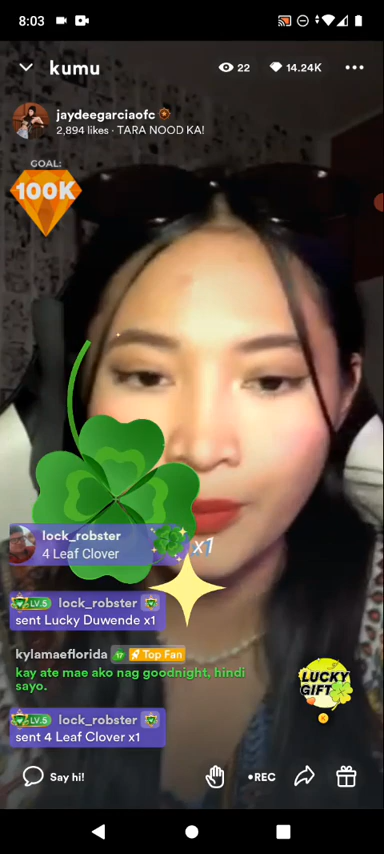 8:03
kumu
22
14.24K
jaydeegarciaofc
2,894 likes · TARA NOOD KA!
GOAL:
100K
lock_robster
4 Leaf Clover
x1
LV.5 lock_robster
sent Lucky Duwende x1
kylamaeflorida 17 Top Fan
kay ate mae ako nag goodnight, hindi
sayo.
LUCKY
GIFT
LV.5 lock_robster
sent 4 Leaf Clover x1
Say hi!
•REC